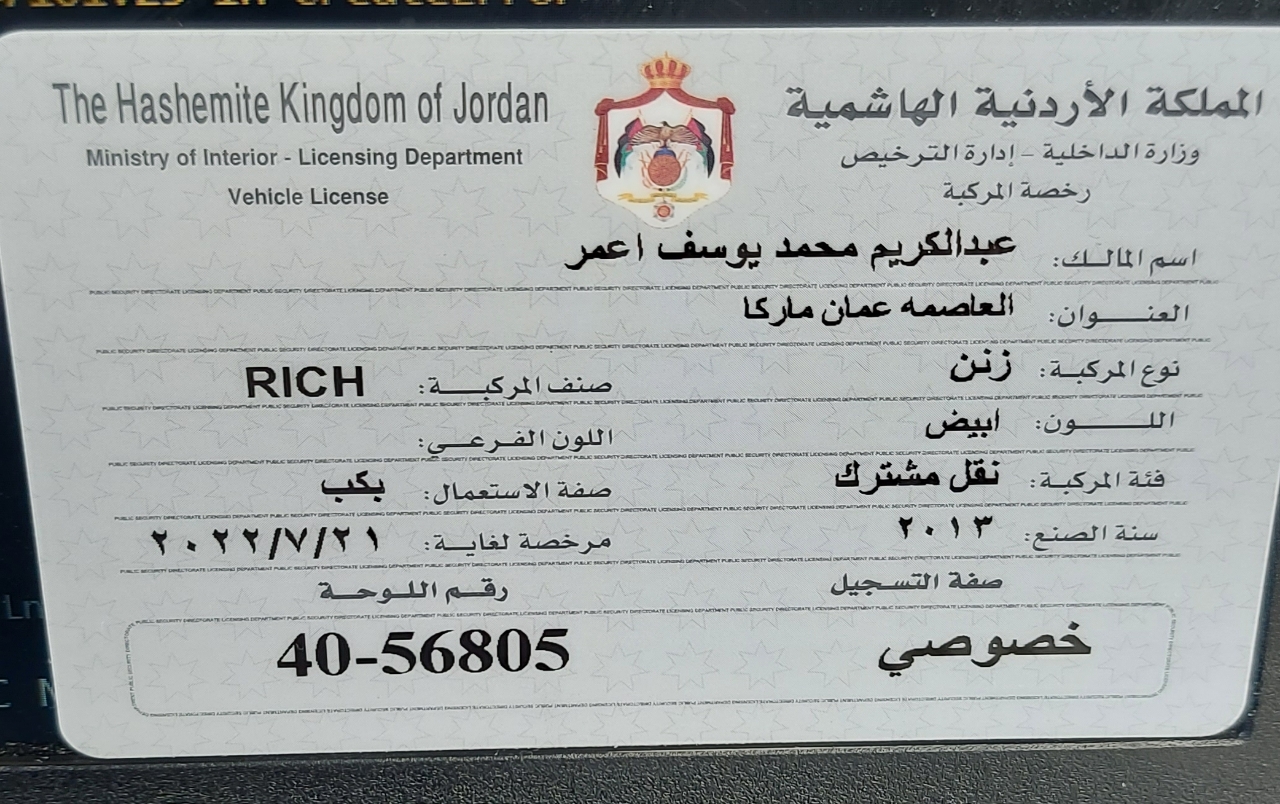 The Hashemite Kingdom of Jordan
المملكة الأردنية الهاشمية
Ministry of Interior - Licensing Department
وزارة الداخلية - إدارة الترخيص
Vehicle License
رخصة المركبة
اسم المالك: عبدالكريم محمد يوسف اعمر
العنوان: العاصمه عمان ماركا
نوع المركبة: زنن صنف المركبة: RICH
اللون: ابيض اللون الفرعي:
فئة المركبة: نقل مشترك صفة الاستعمال: بكب
سنة الصنع: ٢٠١٣ مرخصة لغاية: ٢٠٢٢/٧/٢١
صفة التسجيل رقم اللوحة
خصوصي 40-56805